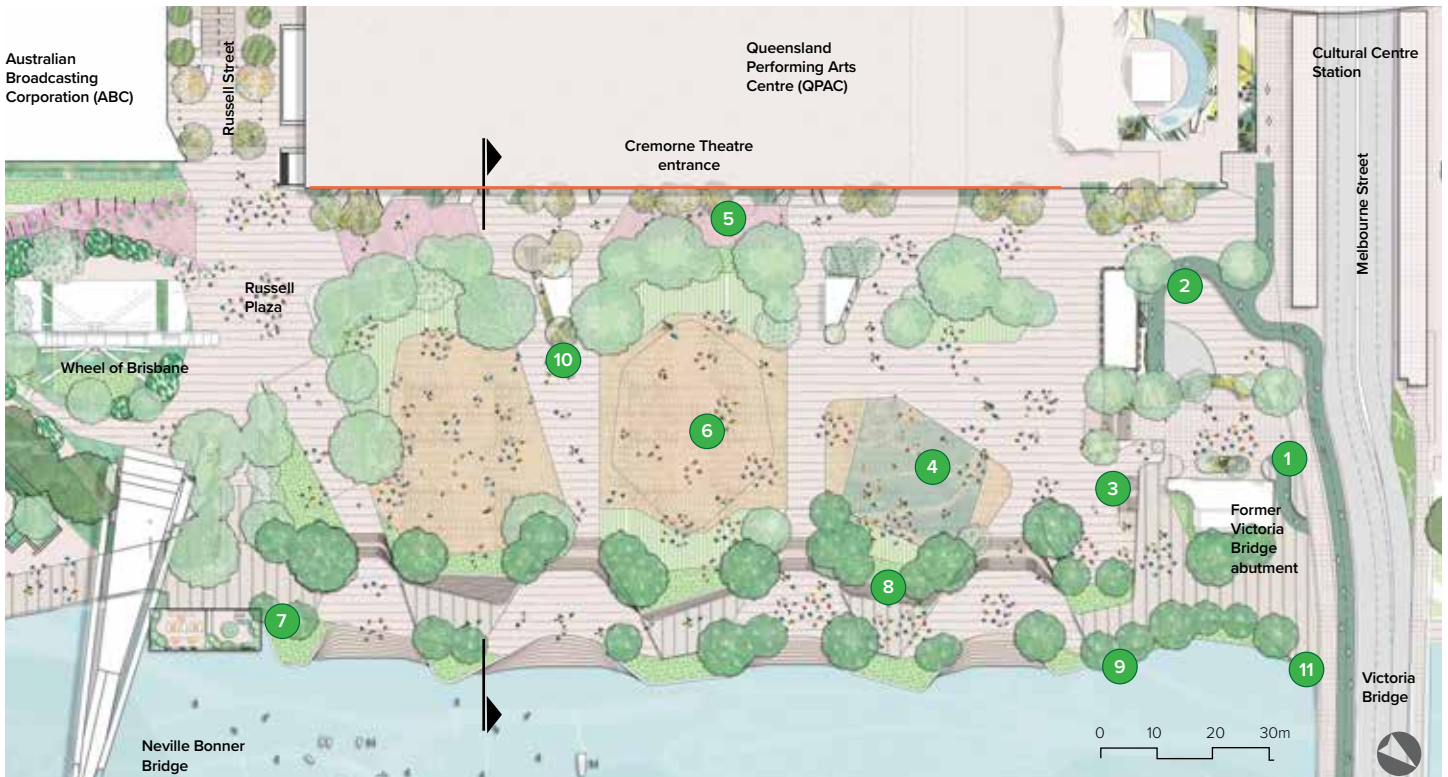 Australian
Broadcasting
Corporation (ABC)
Russell Street
Queensland
Performing Arts
Centre (QPAC)
Cultural Centre
Station
Cremorne Theatre
entrance
Melbourne Street
5
2
Russell
Plaza
10
Wheel of Brisbane
6
4
1
3
Former
Victoria
Bridge
abutment
8
7
9
11
Victoria
Bridge
Neville Bonner
Bridge
0 10 20 30m